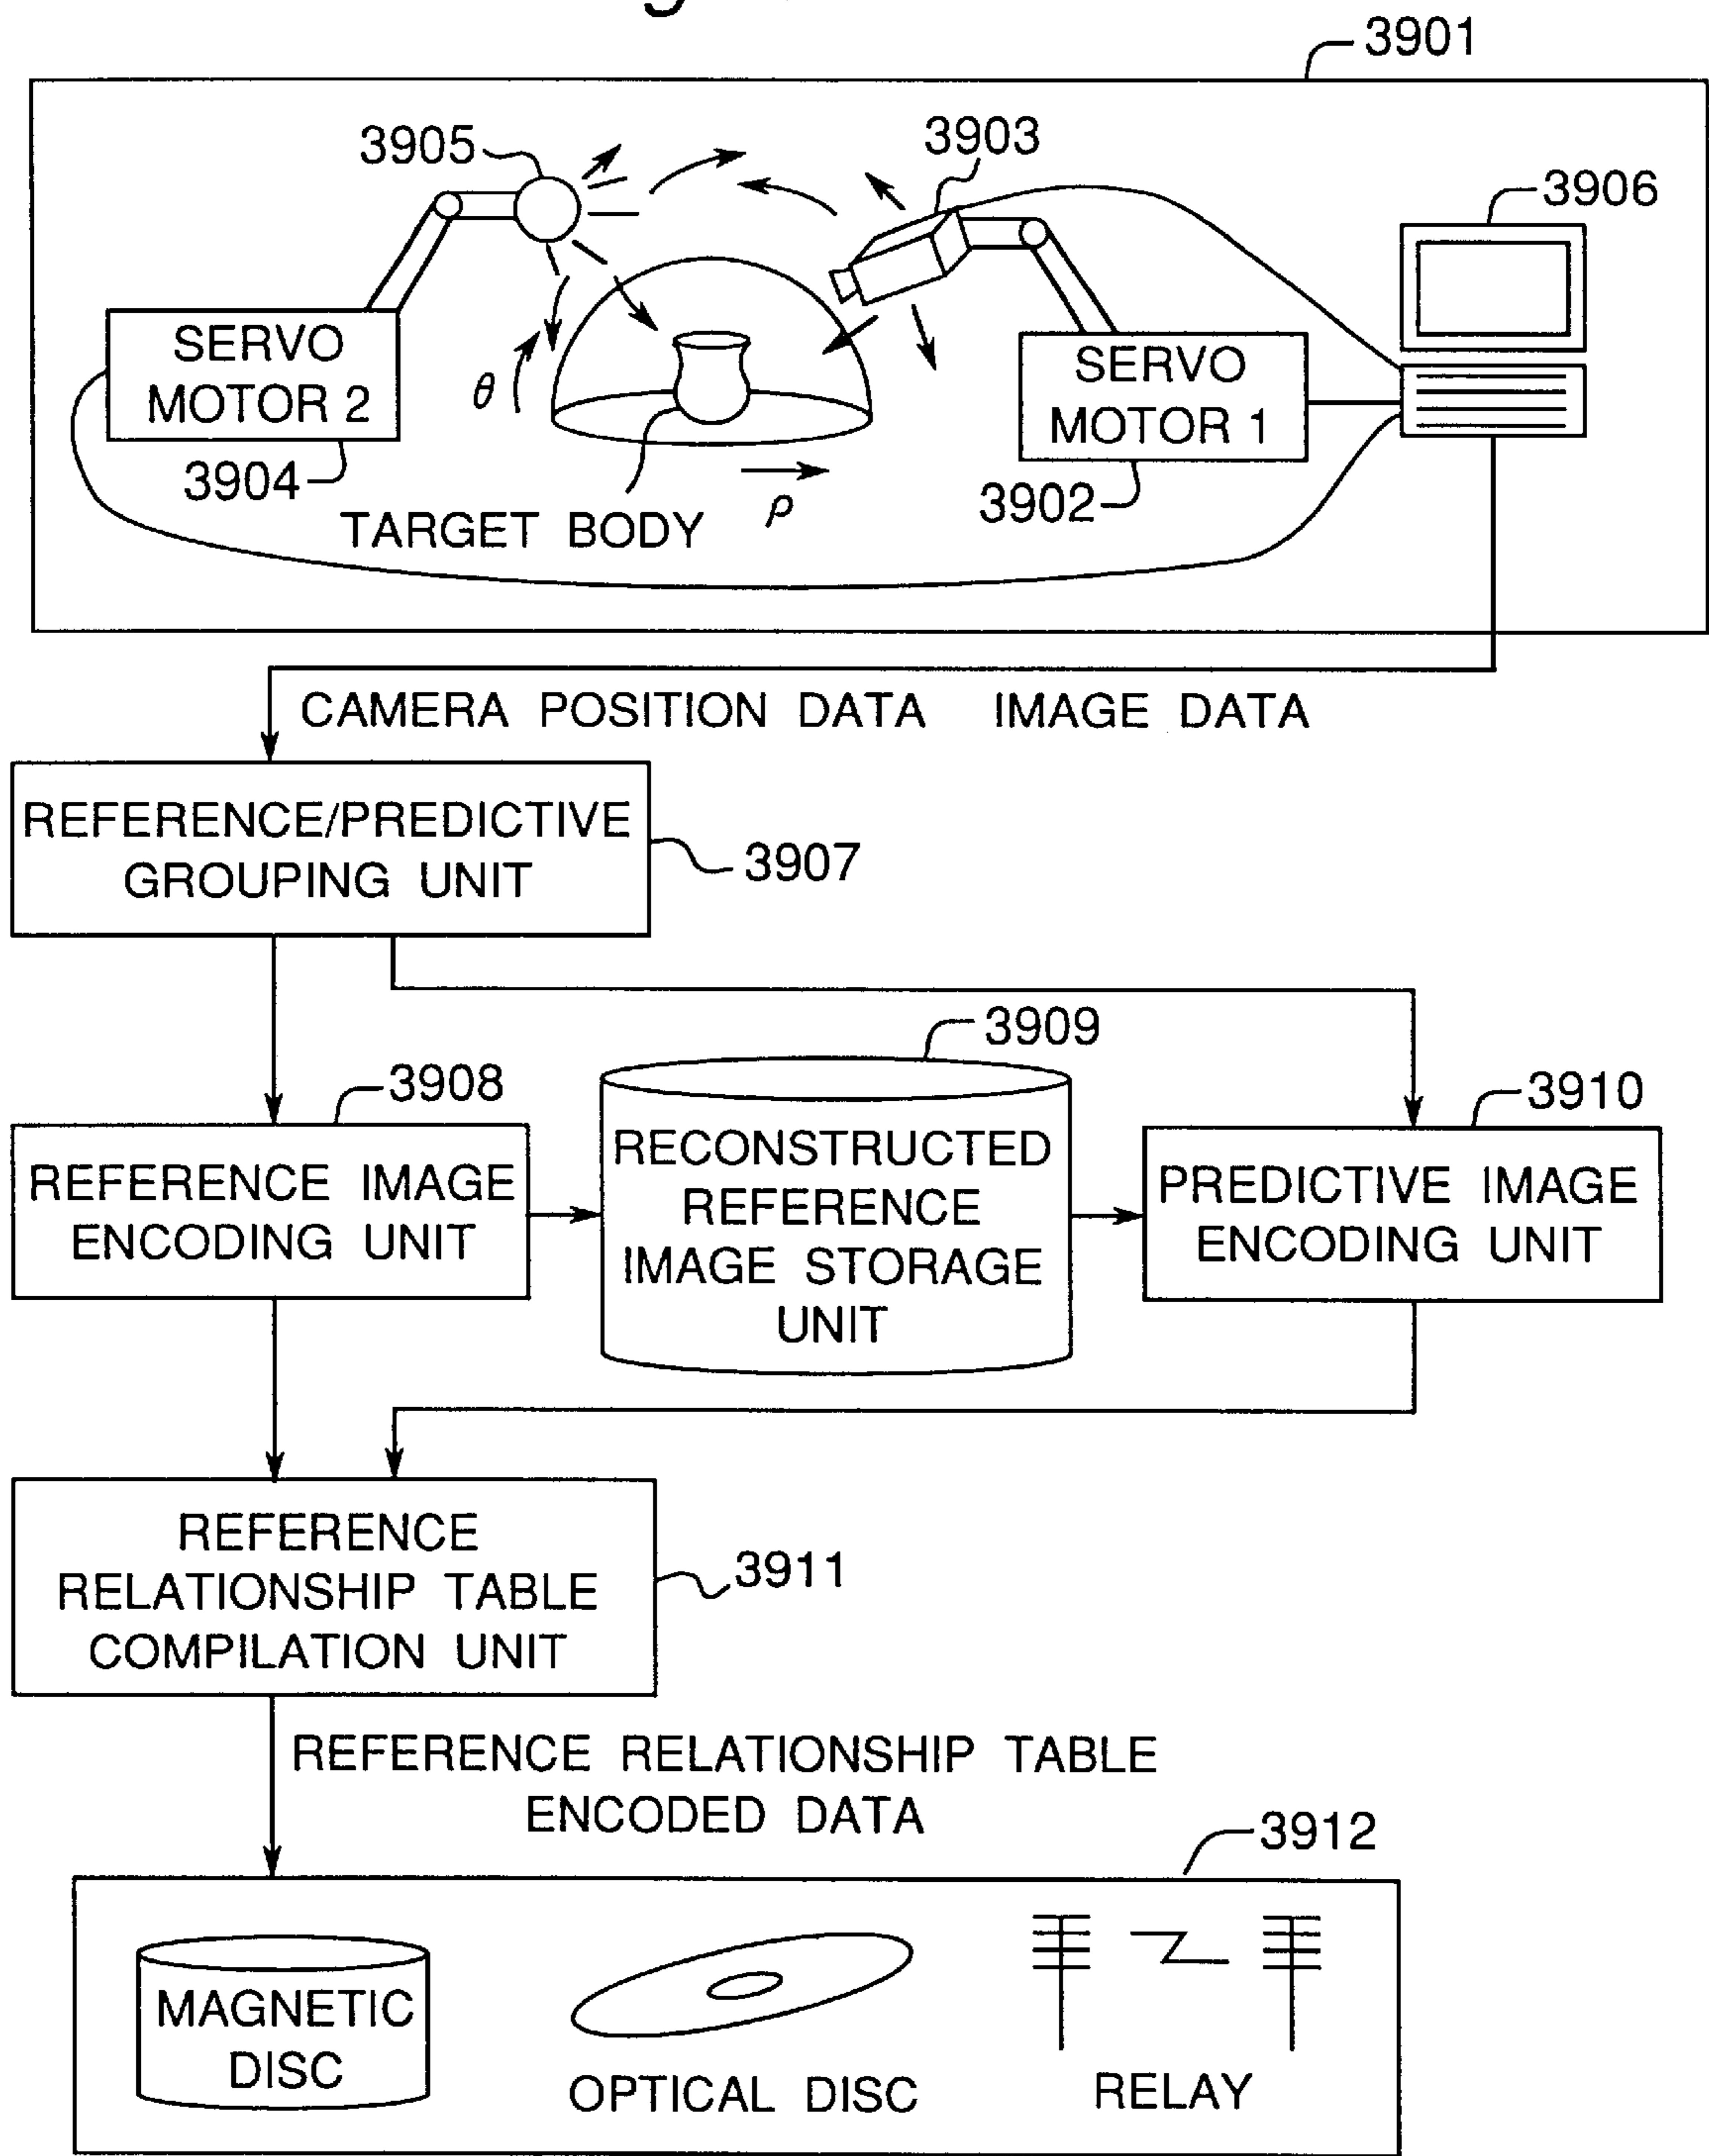 3901
3905
3903
3906
SERVO
MOTOR 2
θ
SERVO
MOTOR 1
3904
3902
TARGET BODY
ρ
CAMERA POSITION DATA IMAGE DATA
REFERENCE/PREDICTIVE
GROUPING UNIT
3907
3909
3908
3910
REFERENCE IMAGE
ENCODING UNIT
RECONSTRUCTED
REFERENCE
IMAGE STORAGE
UNIT
PREDICTIVE IMAGE
ENCODING UNIT
REFERENCE
RELATIONSHIP TABLE
COMPILATION UNIT
3911
REFERENCE RELATIONSHIP TABLE
ENCODED DATA
3912
MAGNETIC
DISC
OPTICAL DISC
RELAY